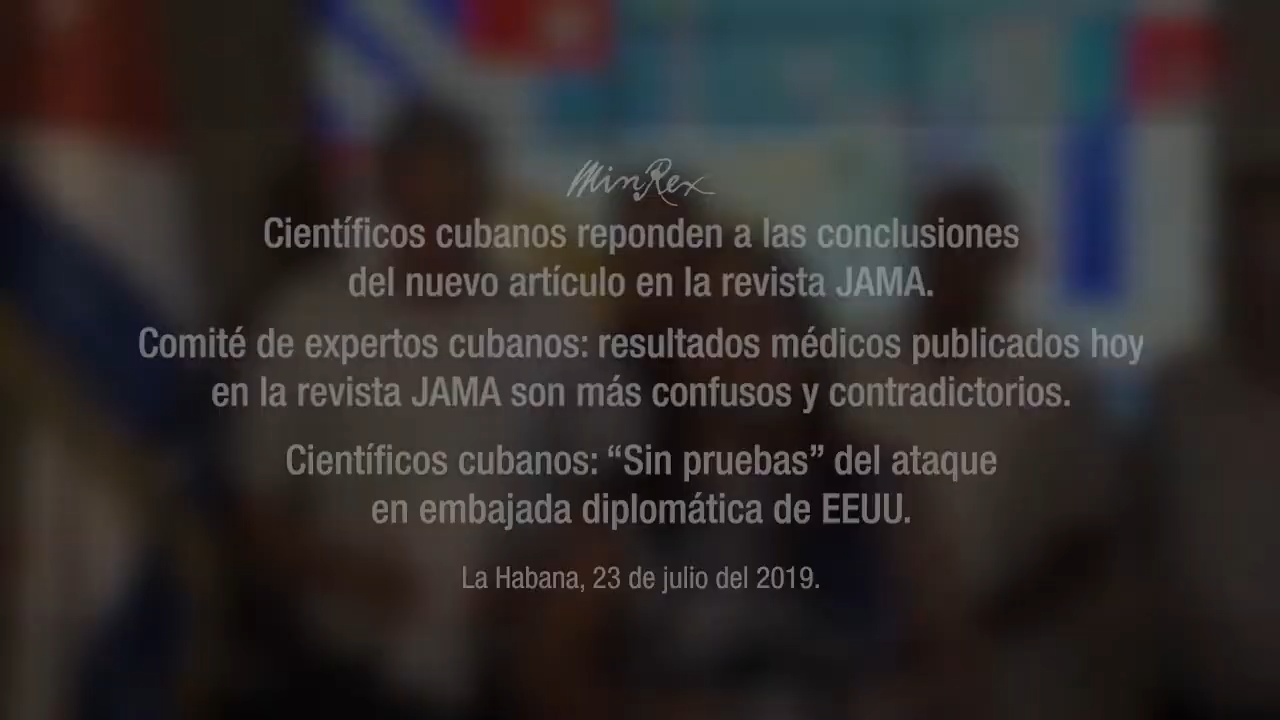 MinRex
Científicos cubanos reponden a las conclusiones
del nuevo artículo en la revista JAMA.
Comité de expertos cubanos: resultados médicos publicados hoy
en la revista JAMA son más confusos y contradictorios.
Científicos cubanos: “Sin pruebas” del ataque
en embajada diplomática de EEUU.
La Habana, 23 de julio del 2019.